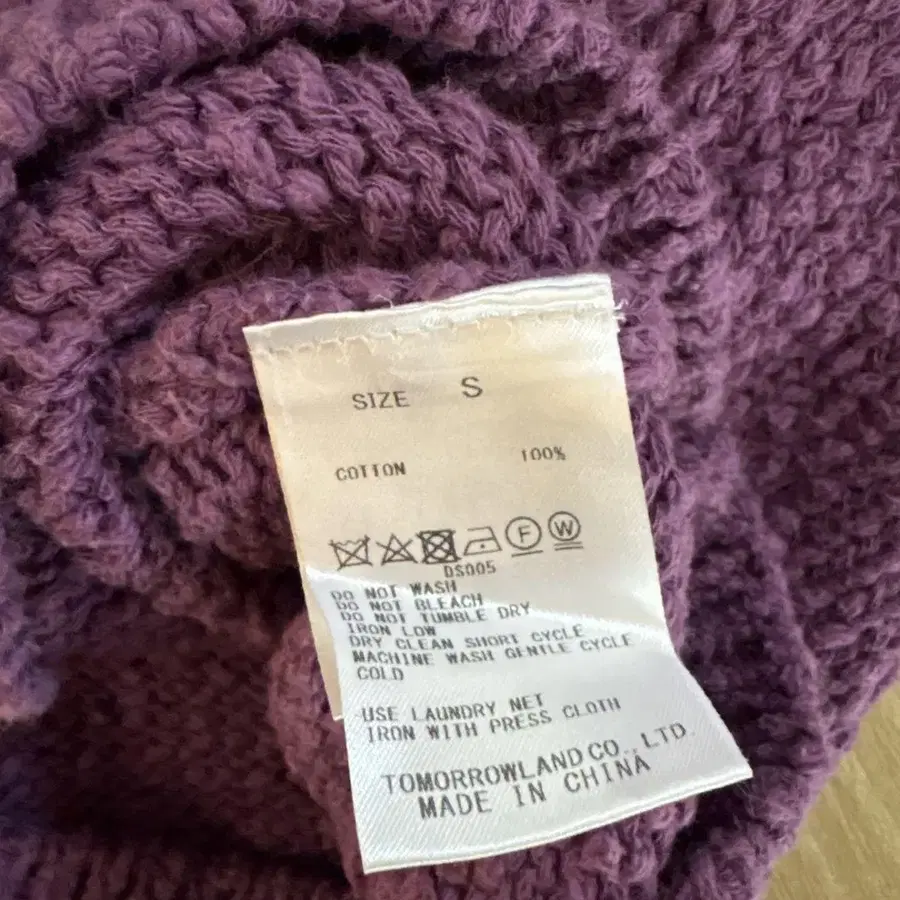 SIZE S
COTTON 100%
F W
DS005
DO NOT WASH
DO NOT BLEACH
DO NOT TUMBLE DRY
IRON LOW
DRY CLEAN SHORT CYCLE
MACHINE WASH GENTLE CYCLE
COLD
USE LAUNDRY NET
IRON WITH PRESS CLOTH
TOMORROWLAND CO., LTD.
MADE IN CHINA